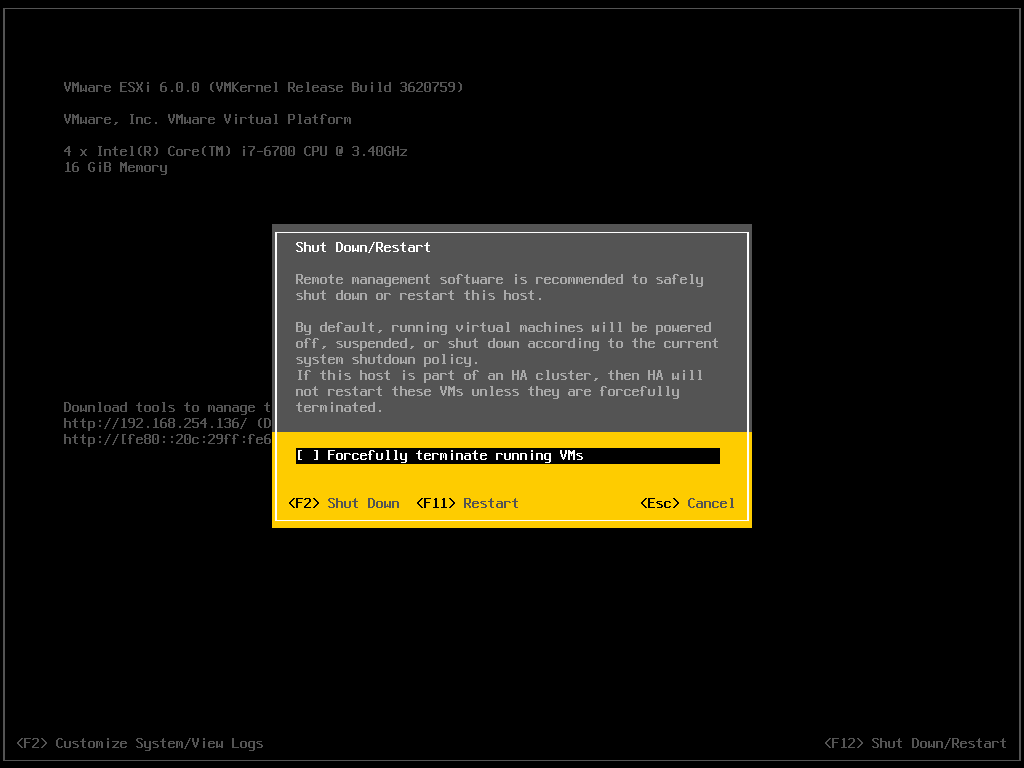 VMware ESXi 6.0.0 (VMKernel Release Build 3620759)
VMware, Inc. VMware Virtual Platform
4 x Intel(R) Core(TM) i7-6700 CPU @ 3.40GHz
16 GiB Memory
Shut Down/Restart
Remote management software is recommended to safely
shut down or restart this host.
By default, running virtual machines will be powered
off, suspended, or shut down according to the current
system shutdown policy.
If this host is part of an HA cluster, then HA will
not restart these VMs unless they are forcefully
terminated.
Download tools to manage t
http://192.168.254.136/ (D
http://[fe80::20c:29ff:fe6
[ ] Forcefully terminate running VMs
<F2> Shut Down <F11> Restart <Esc> Cancel
<F2> Customize System/View Logs <F12> Shut Down/Restart